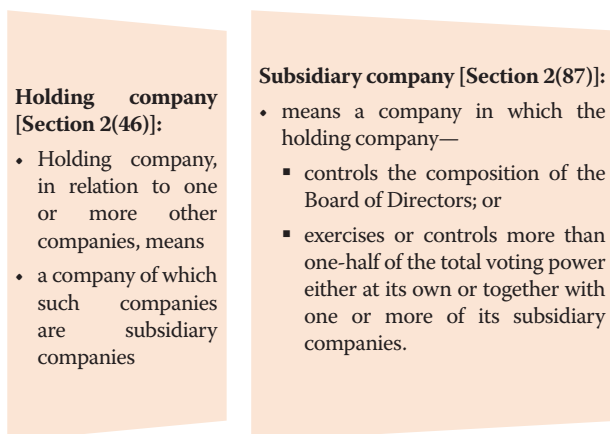 Holding company
[Section 2(46)]:
• Holding company,
in relation to one
or more other
companies, means
• a company of which
such companies
are subsidiary
companies
Subsidiary company [Section 2(87)]:
• means a company in which the
holding company—
▪ controls the composition of the
Board of Directors; or
▪ exercises or controls more than
one-half of the total voting power
either at its own or together with
one or more of its subsidiary
companies.